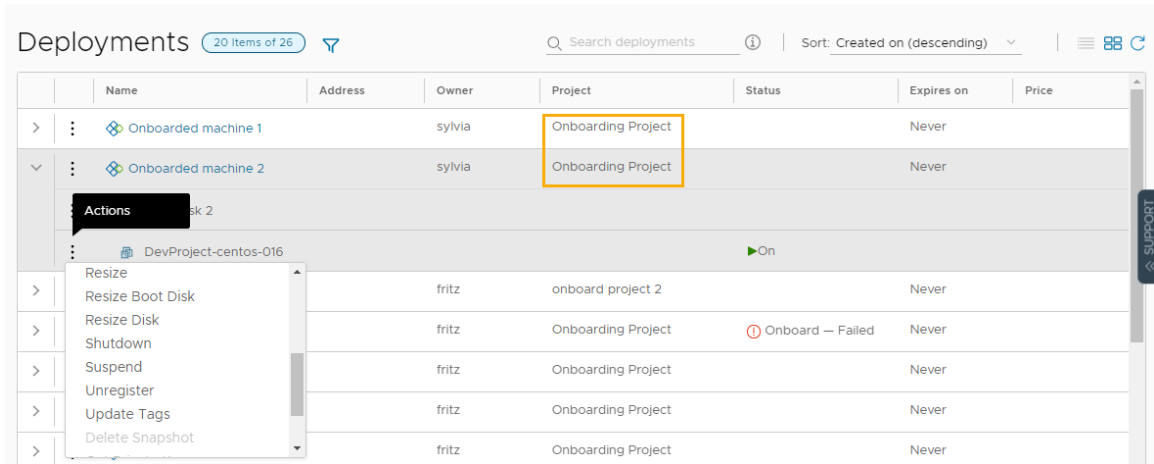 Deployments 20 Items of 26 Search deployments Sort: Created on (descending)
Name Address Owner Project Status Expires on Price
Onboarded machine 1 sylvia Onboarding Project Never
Onboarded machine 2 sylvia Onboarding Project Never
Actions sk 2
DevProject-centos-016 On
Resize
fritz onboard project 2 Never
Resize Boot Disk
Resize Disk
fritz Onboarding Project Onboard — Failed Never
Shutdown
Suspend
fritz Onboarding Project Never
Unregister
Update Tags
fritz Onboarding Project Never
Delete Snapshot
fritz Onboarding Project Never
SUPPORT